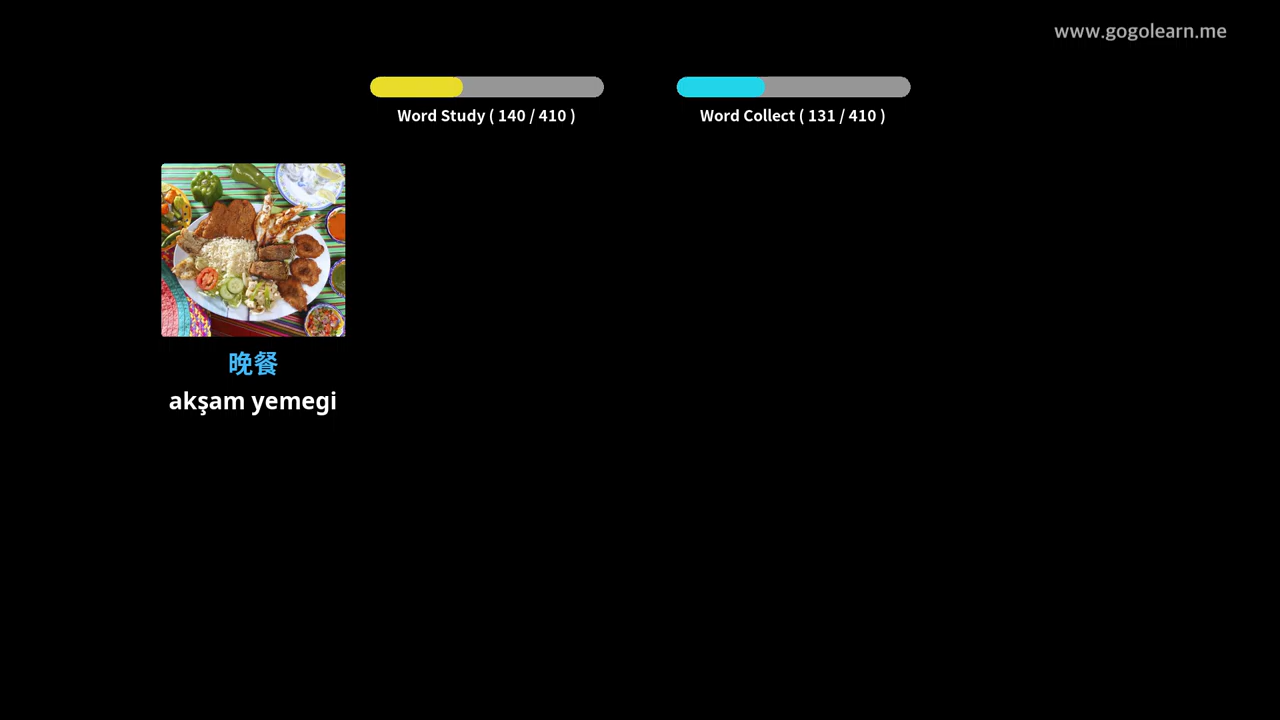 www.gogolearn.me
Word Study ( 140 / 410 )
Word Collect ( 131 / 410 )
晚餐
akşam yemegi